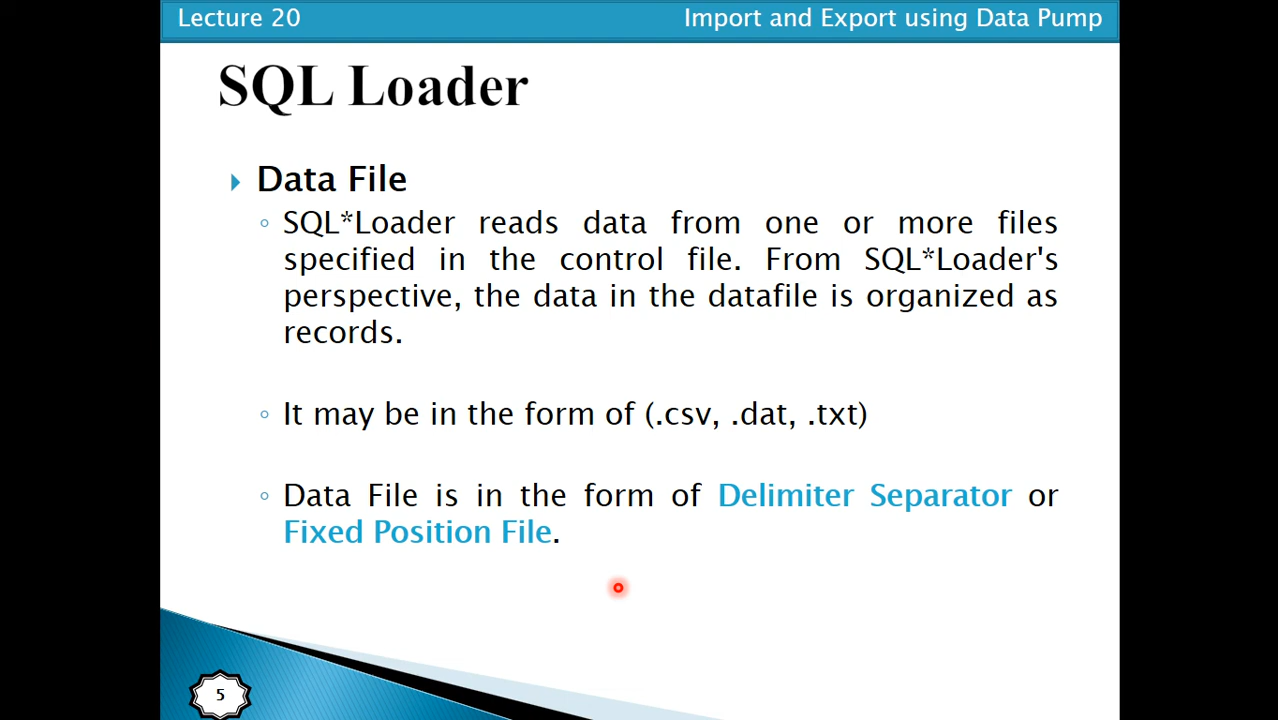 Lecture 20
Import and Export using Data Pump
SQL Loader
Data File
SQL*Loader reads data from one or more files
specified in the control file. From SQL*Loader's
perspective, the data in the datafile is organized as
records.
It may be in the form of (.csv, .dat, .txt)
Data File is in the form of Delimiter Separator or
Fixed Position File.
5